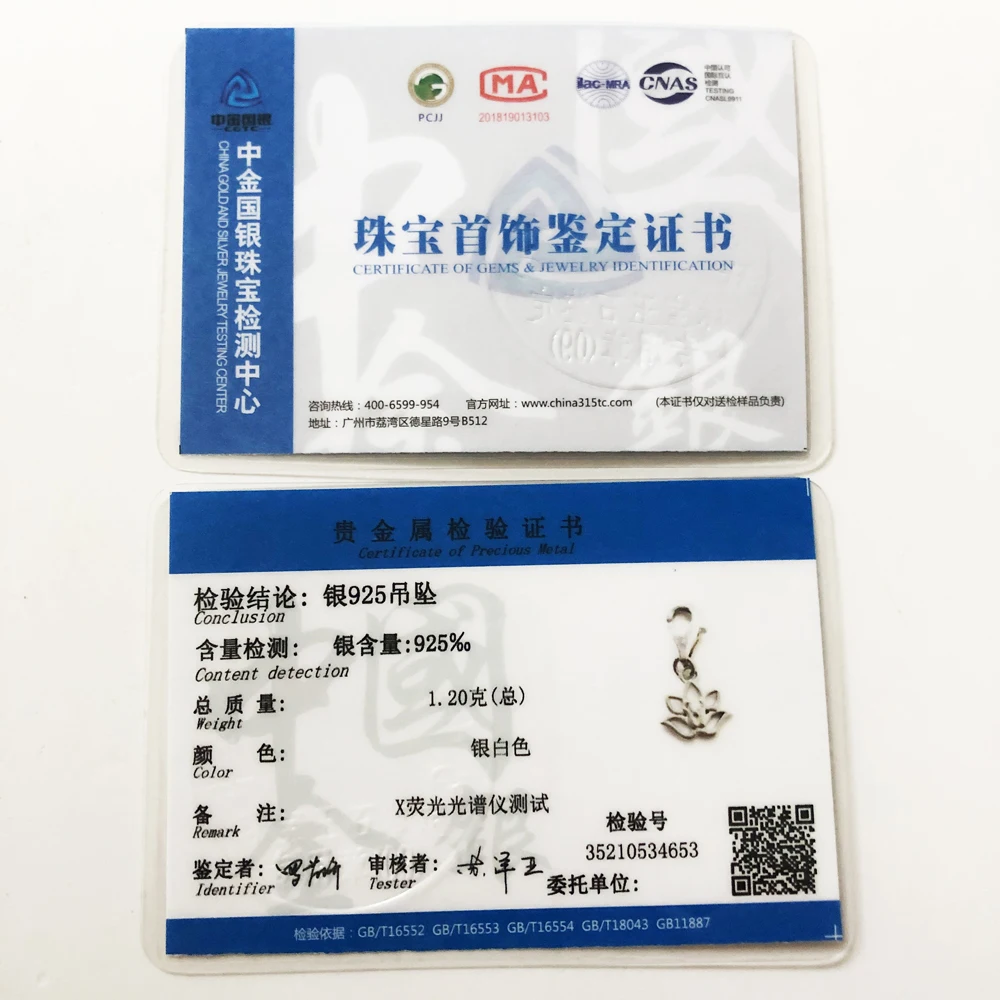 中金国银
CGTC
中金国银珠宝检测中心
CHINA GOLD AND SILVER JEWELRY TESTING CENTER
PCJJ
MA
201819013103
ilac-MRA
CNAS
中国认可
国际互认
检测
TESTING
CNASL8911
珠宝首饰鉴定证书
CERTIFICATE OF GEMS & JEWELRY IDENTIFICATION
咨询热线：400-6599-954 官方网址：www.china315tc.com (本证书仅对送检样品负责)
地址：广州市荔湾区德星路9号B512
贵金属检验证书
Certificate of Precious Metal
检验结论: 银925吊坠
Conclusion
含量检测: 银含量:925‰
Content detection
总质量: 1.20克(总)
Weight
颜色: 银白色
Color
备注: X荧光光谱仪测试
Remark
检验号
35210534653
鉴定者: 审核者:
Identifier Tester
委托单位:
检验依据：GB/T16552 GB/T16553 GB/T16554 GB/T18043 GB11887